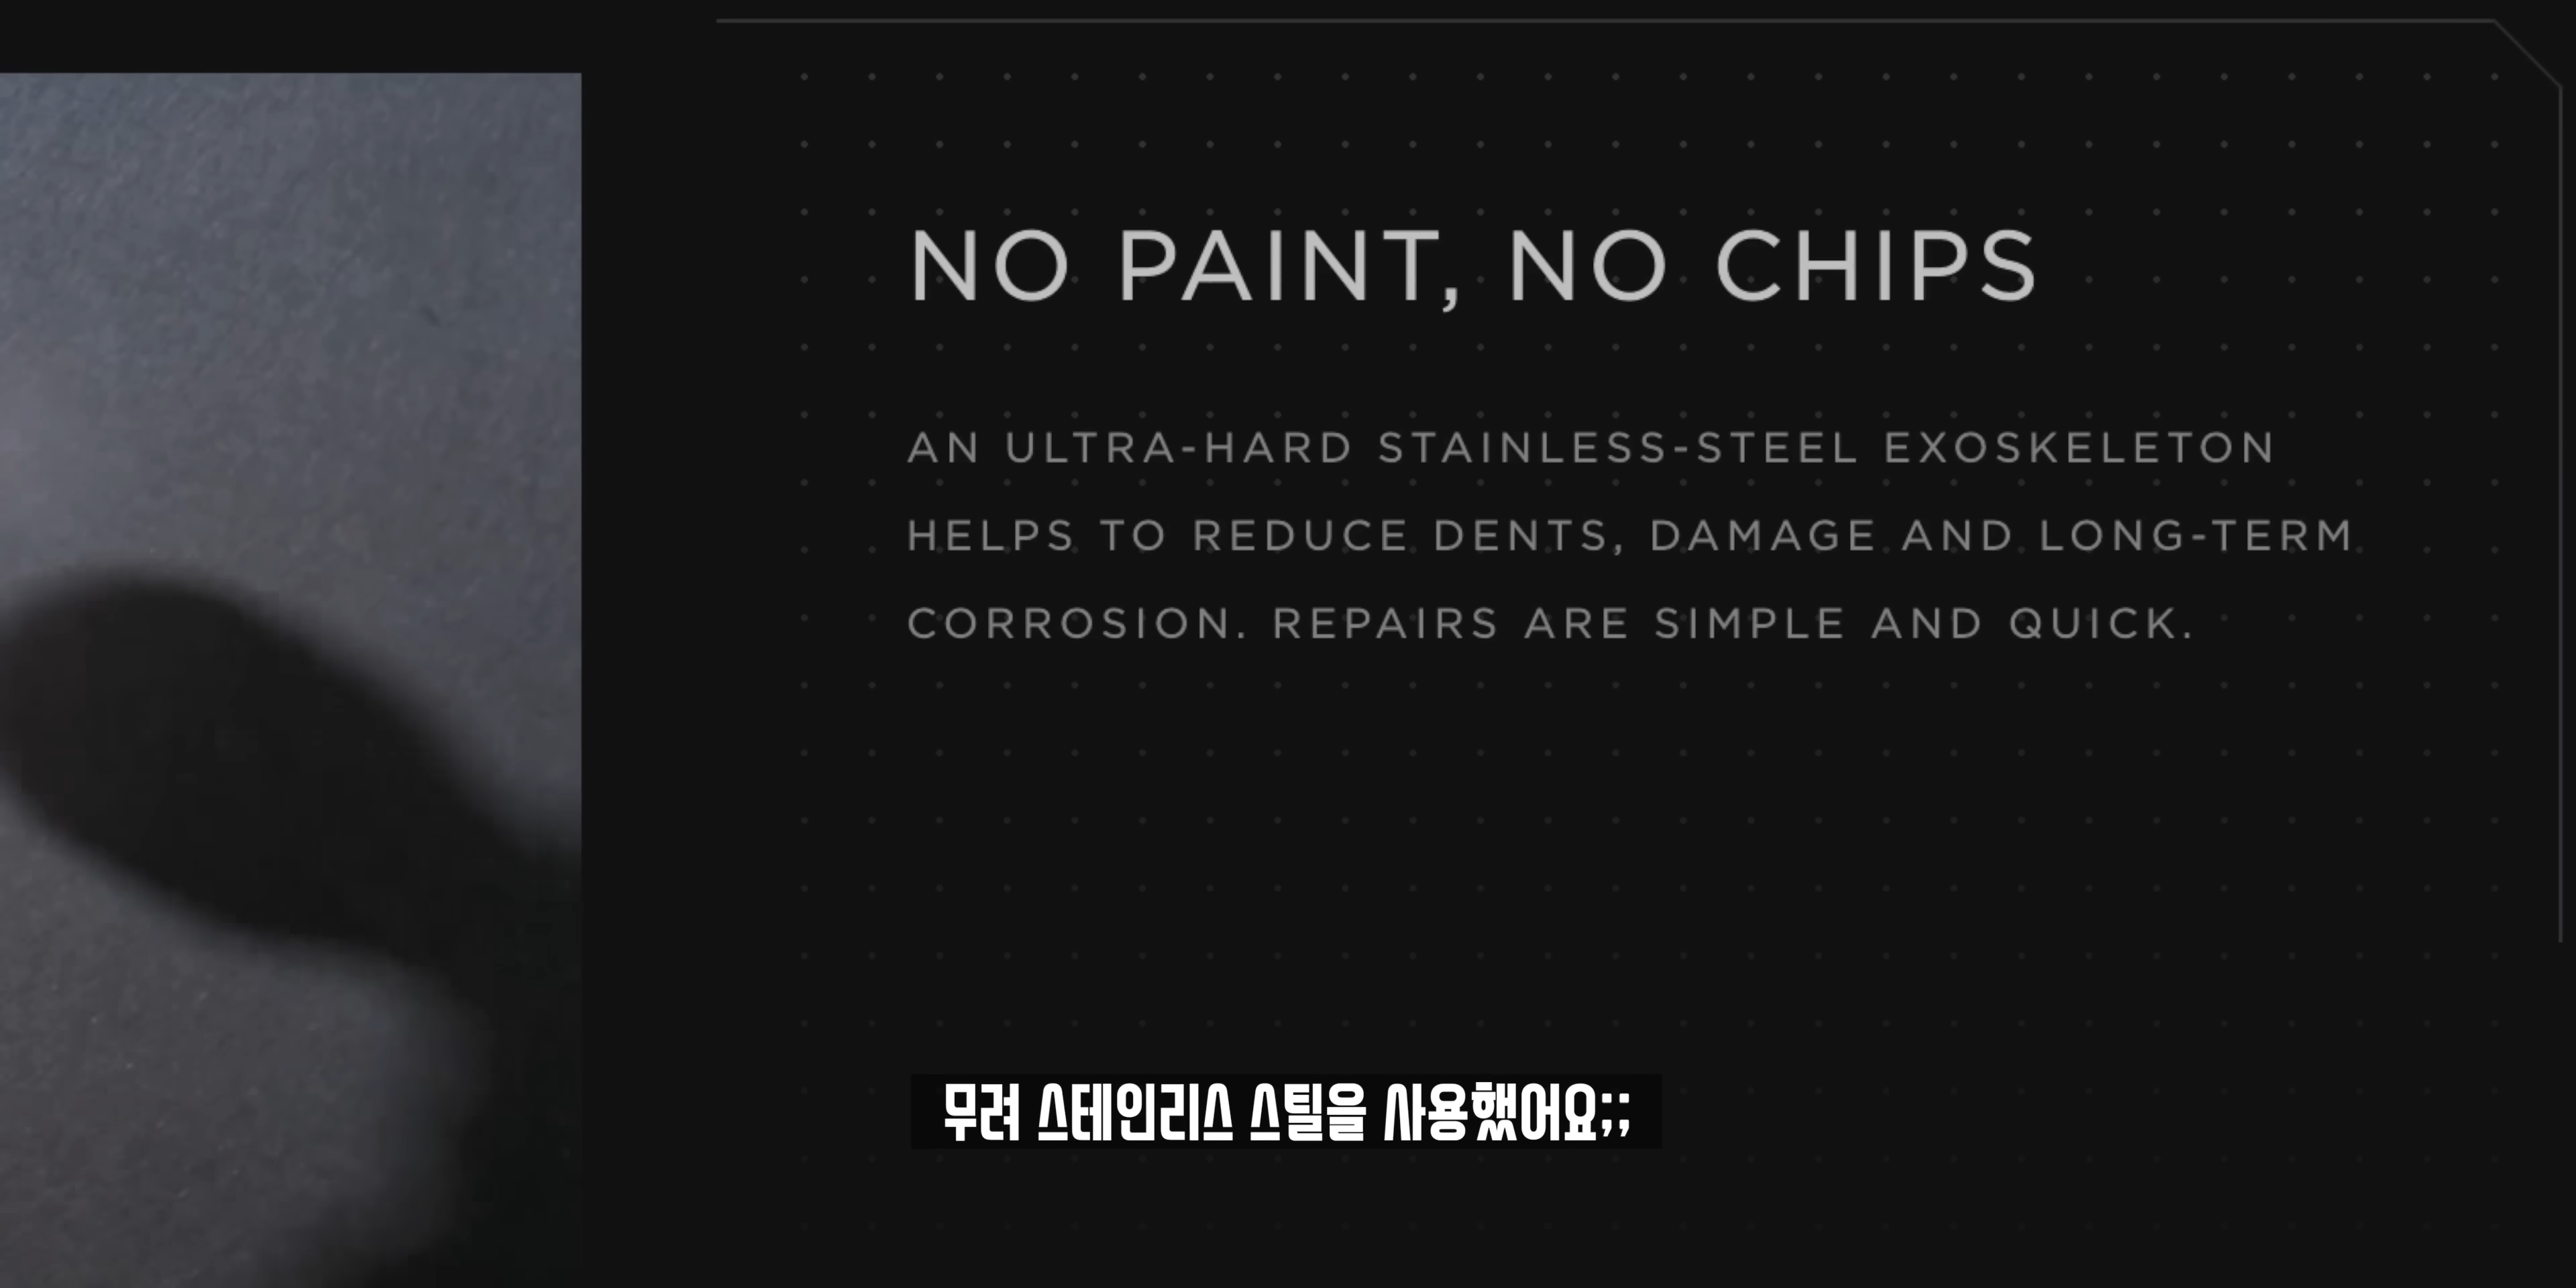 NO PAINT, NO CHIPS
AN ULTRA-HARD STAINLESS-STEEL EXOSKELETON
HELPS TO REDUCE DENTS, DAMAGE AND LONG-TERM
CORROSION. REPAIRS ARE SIMPLE AND QUICK.
무려 스테인리스 스틸을 사용했어요;;